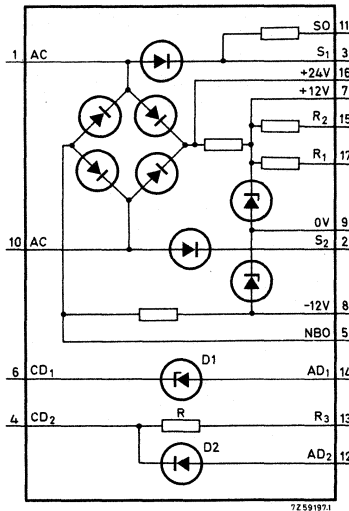 SO 11
1 AC S₁ 3
+24V 16
+12V 7
R₂ 15
R₁ 17
0V 9
10 AC S₂ 2
-12V 8
NBO 5
D1
6 CD₁ AD₁ 14
R
4 CD₂ R₃ 13
D2
AD₂ 12
7Z59197.1